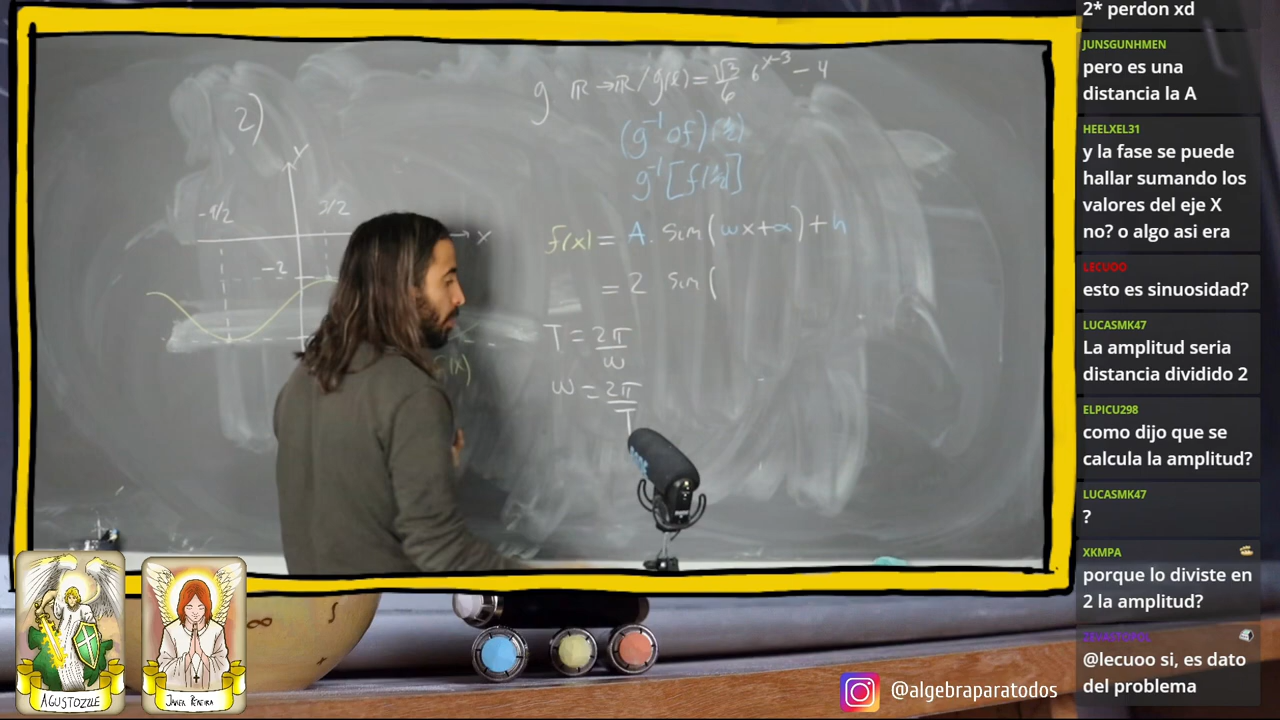 2)
Y
-π/2
π/2
X
-2
f(x)
g ℝ→ℝ/g(x)=√3/6 6^(x-3) - 4
(g⁻¹of)(π/2)
g⁻¹[f(π/2)]
f(x) = A. sin(wx+α)+h
= 2 sin(
T = 2π/w
w = 2π/T
2* perdon xd
JUNSGUNHMEN
pero es una
distancia la A
HEELXEL31
y la fase se puede
hallar sumando los
valores del eje X
no? o algo asi era
LECUOO
esto es sinuosidad?
LUCASMK47
La amplitud seria
distancia dividido 2
ELPICU298
como dijo que se
calcula la amplitud?
LUCASMK47
?
XKMPA
porque lo diviste en
2 la amplitud?
@lecuoo si, es dato
del problema
AGUSTOZZLE
JAVIER PEREIRA
∞
@algebraparatodos